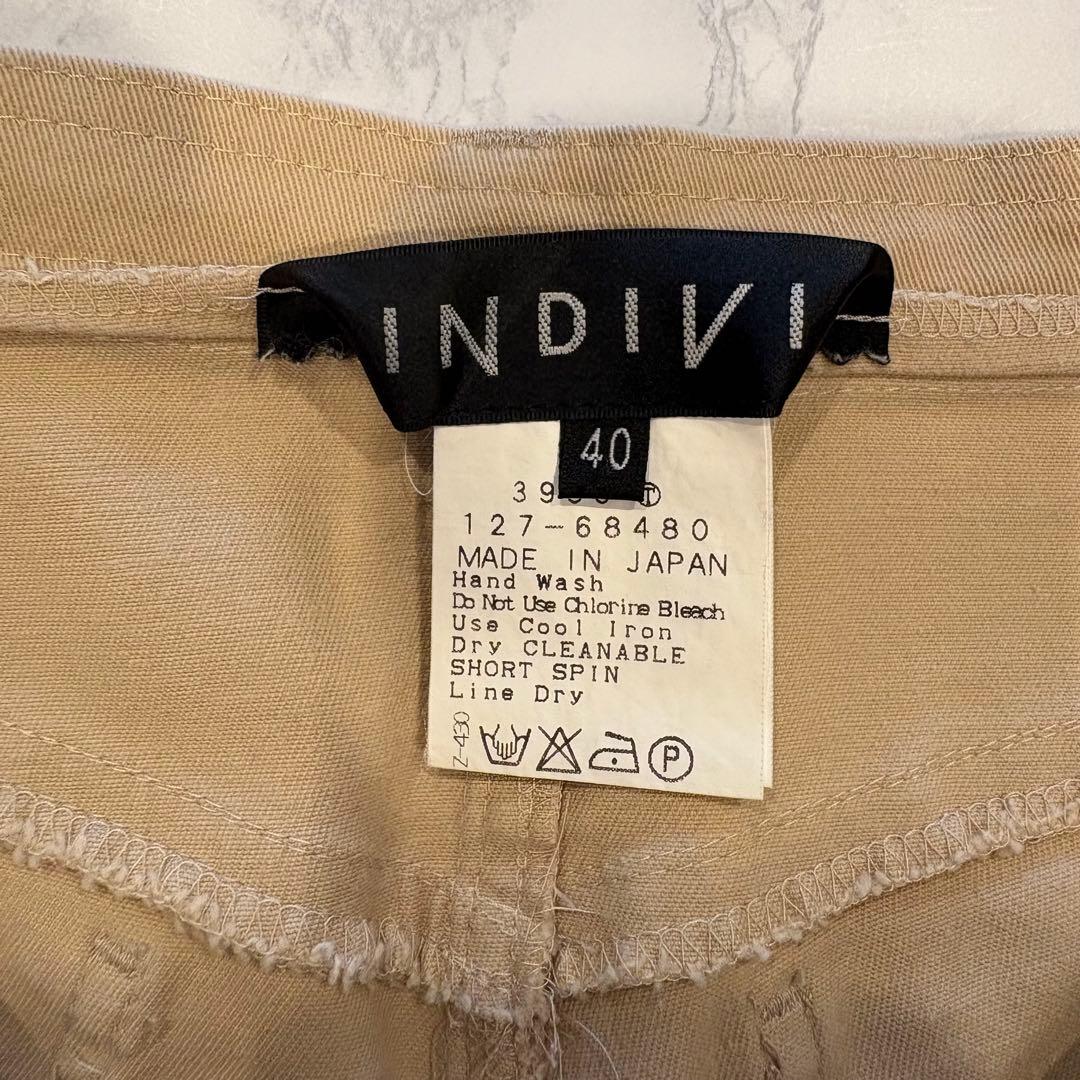 INDIVI
40
127-68480
MADE IN JAPAN
Hand Wash
Do Not Use Chlorine Bleach
Use Cool Iron
Dry CLEANABLE
SHORT SPIN
Line Dry
Z-430
P